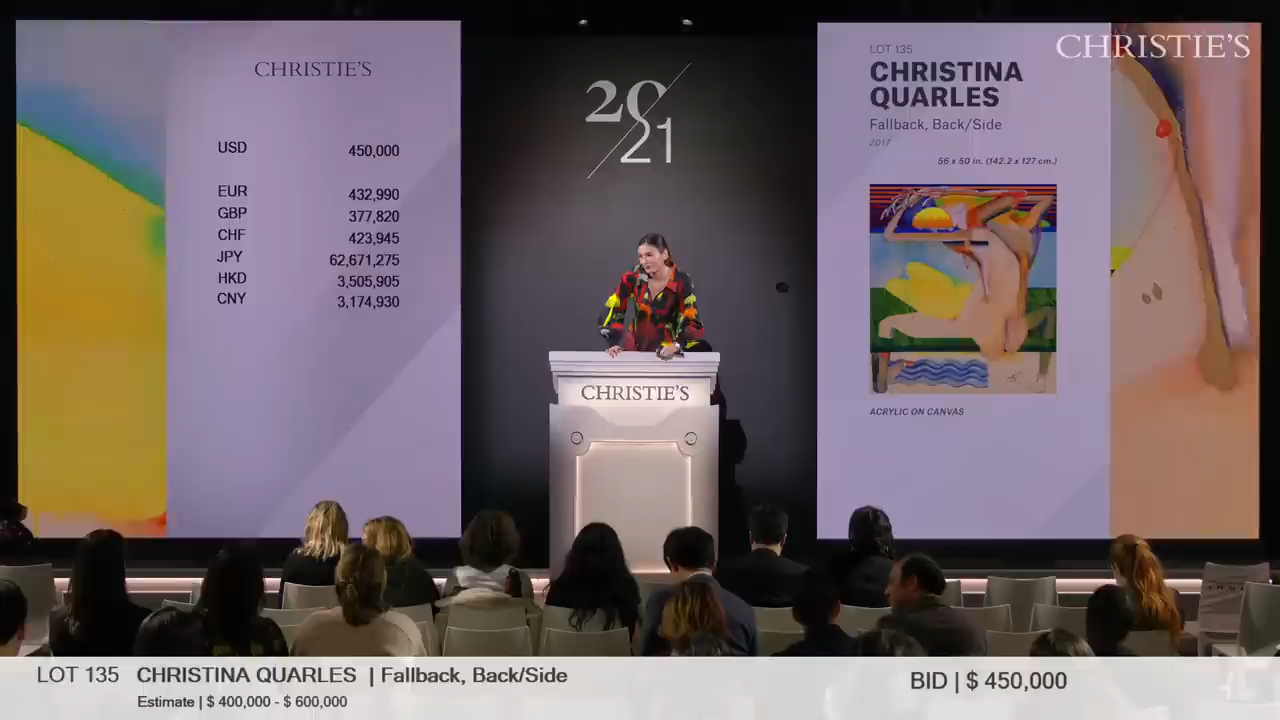 CHRISTIE'S
USD 450,000
EUR 432,990
GBP 377,820
CHF 423,945
JPY 62,671,275
HKD 3,505,905
CNY 3,174,930
20/21
CHRISTIE'S
CHRISTIE'S
LOT 135
CHRISTINA
QUARLES
Fallback, Back/Side
2017
56 x 50 in. (142.2 x 127 cm.)
ACRYLIC ON CANVAS
LOT 135 CHRISTINA QUARLES | Fallback, Back/Side
Estimate | $ 400,000 - $ 600,000
BID | $ 450,000